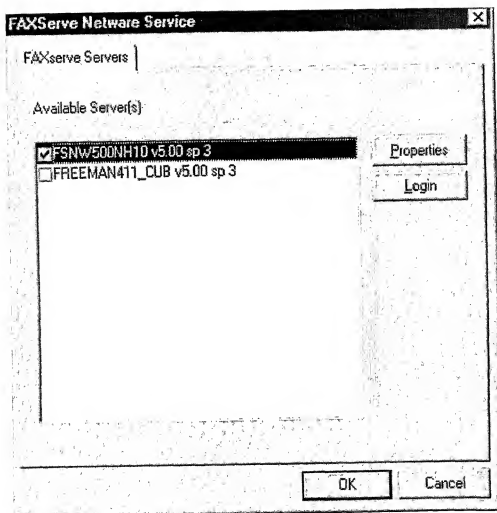 FAXServe Netware Service
FAXserve Servers
Available Server(s)
FSNW500NH10 v5.00 sp 3
FREEMAN411_CUB v5.00 sp 3
Properties
Login
OK
Cancel